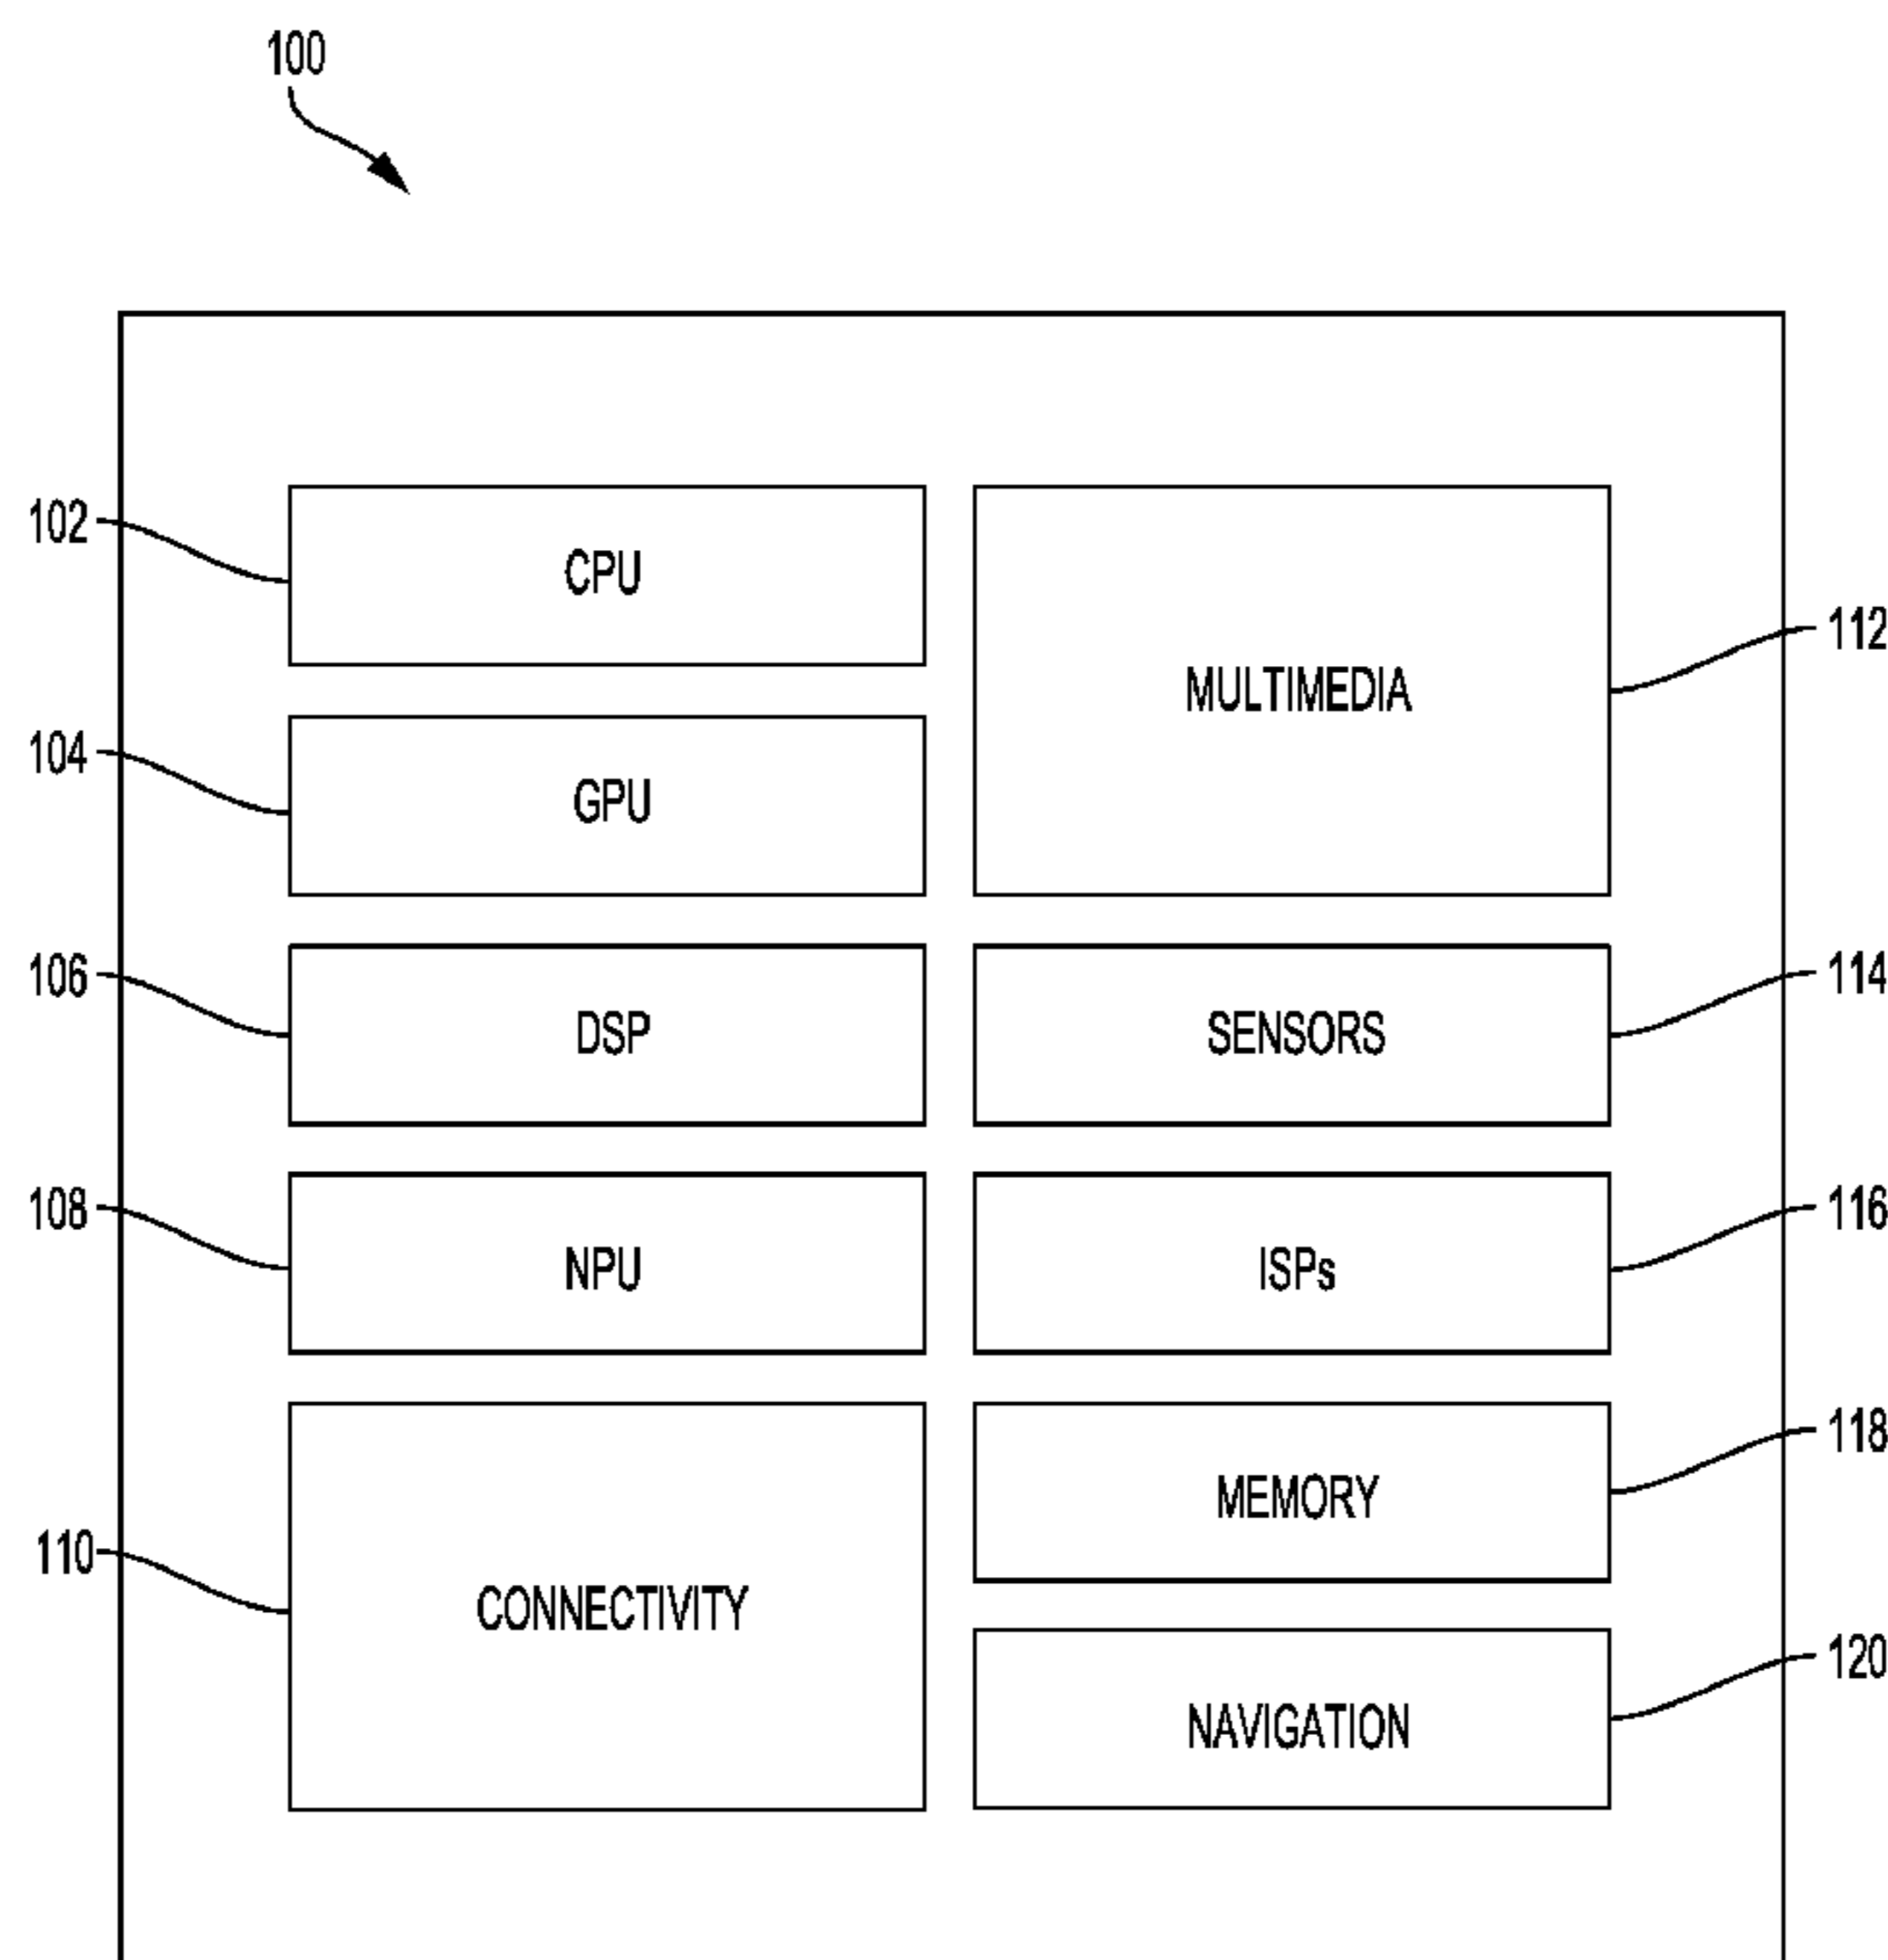 100
102
CPU
MULTIMEDIA
112
104
GPU
106
DSP
SENSORS
114
108
NPU
ISPs
116
110
CONNECTIVITY
MEMORY
118
NAVIGATION
120